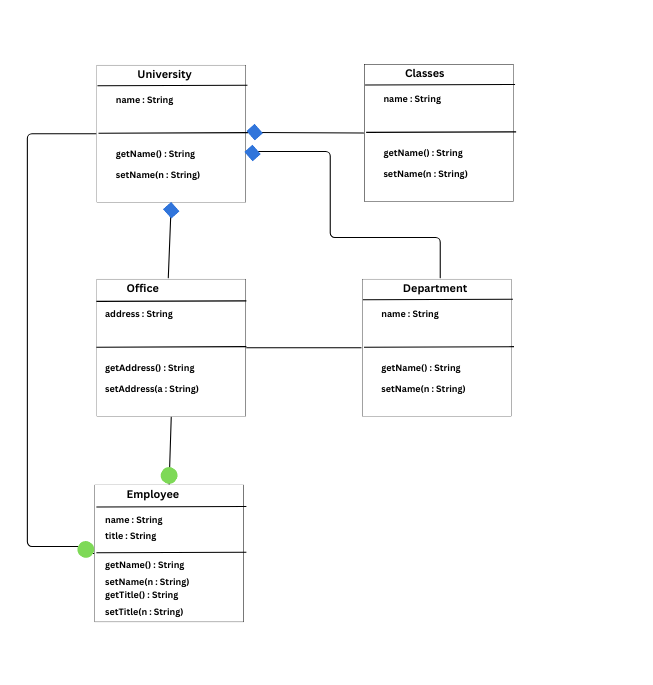 University
name : String
getName() : String
setName(n : String)
Classes
name : String
getName() : String
setName(n : String)
Office
address : String
getAddress() : String
setAddress(a : String)
Department
name : String
getName() : String
setName(n : String)
Employee
name : String
title : String
getName() : String
setName(n : String)
getTitle() : String
setTitle(n : String)